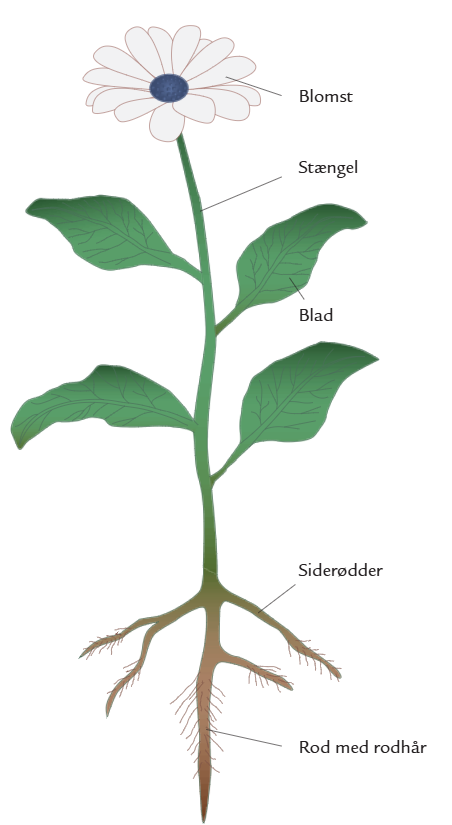 Blomst
Stængel
Blad
Siderødder
Rod med rodhår